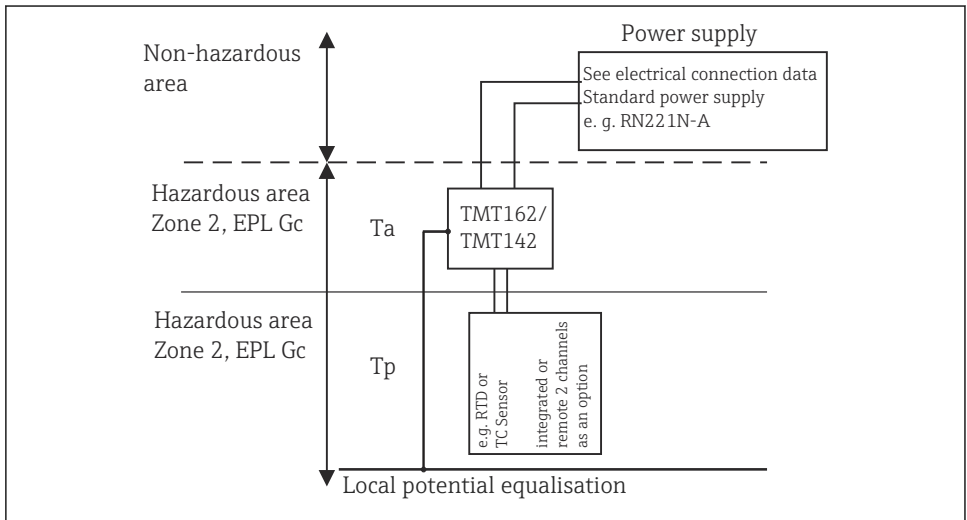 Power supply
Non-hazardous
area
See electrical connection data
Standard power supply
e. g. RN221N-A
Hazardous area
Zone 2, EPL Gc
Ta
TMT162/
TMT142
Hazardous area
Zone 2, EPL Gc
Tp
e.g. RTD or
TC Sensor
integrated or
remote 2 channels
as an option
Local potential equalisation